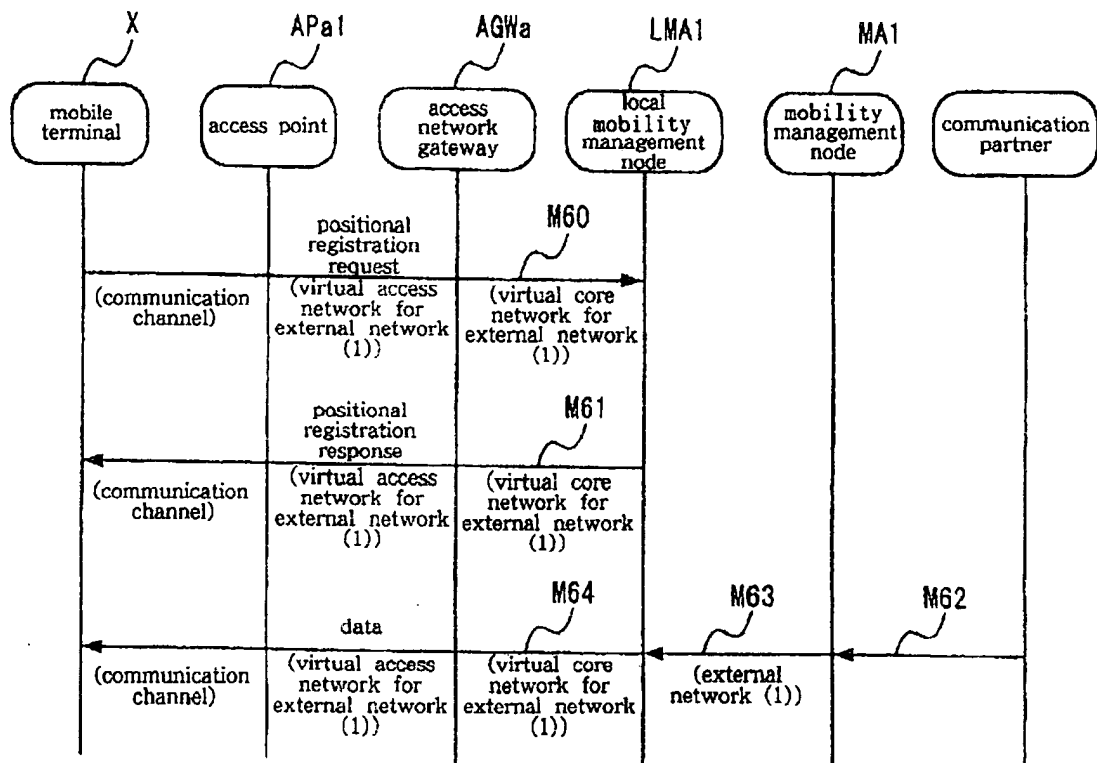 X APa1 AGWa LMA1 MA1
mobile
terminal
access point
access
network
gateway
local
mobility
management
node
mobility
management
node
communication
partner
positional
registration
request
M60
(communication
channel)
(virtual access
network for
external network
(1))
(virtual core
network for
external network
(1))
positional
registration
response
M61
(communication
channel)
(virtual access
network for
external network
(1))
(virtual core
network for
external network
(1))
data
M64
M63
M62
(communication
channel)
(virtual access
network for
external network
(1))
(virtual core
network for
external network
(1))
(external
network (1))